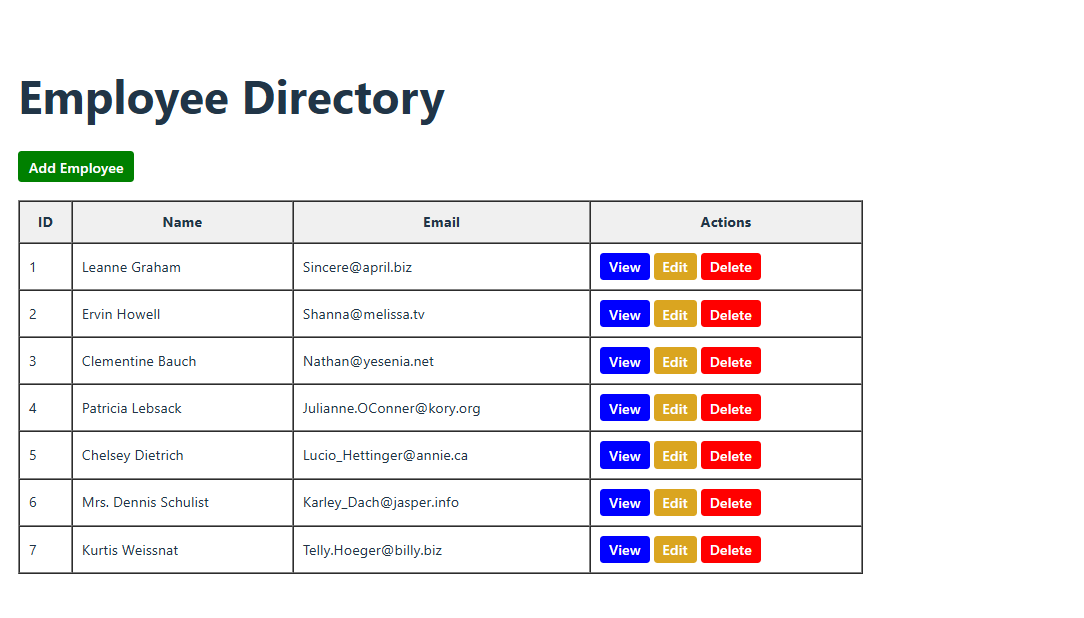 Employee Directory
Add Employee
ID Name Email Actions
1 Leanne Graham Sincere@april.biz View Edit Delete
2 Ervin Howell Shanna@melissa.tv View Edit Delete
3 Clementine Bauch Nathan@yesenia.net View Edit Delete
4 Patricia Lebsack Julianne.OConner@kory.org View Edit Delete
5 Chelsey Dietrich Lucio_Hettinger@annie.ca View Edit Delete
6 Mrs. Dennis Schulist Karley_Dach@jasper.info View Edit Delete
7 Kurtis Weissnat Telly.Hoeger@billy.biz View Edit Delete